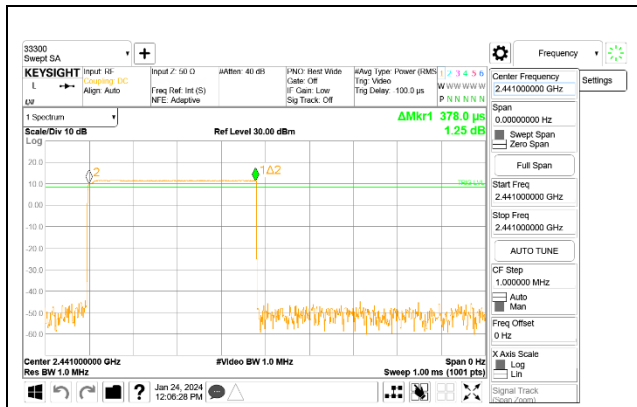 33300
Swept SA
Frequency
KEYSIGHT
L
Input: RF
Coupling: DC
Align: Auto
Input Z: 50 Ω
Freq Ref: Int (S)
NFE: Adaptive
#Atten: 40 dB
PNO: Best Wide
Gate: Off
IF Gain: Low
Sig Track: Off
#Avg Type: Power (RMS
Trig: Video
Trig Delay: -100.0 µs
1 2 3 4 5 6
W W W W W W
P N N N N N
Center Frequency
2.441000000 GHz
Settings
Span
0.00000000 Hz
Swept Span
Zero Span
Full Span
Start Freq
2.441000000 GHz
Stop Freq
2.441000000 GHz
AUTO TUNE
CF Step
1.000000 MHz
Auto
Man
Freq Offset
0 Hz
X Axis Scale
Log
Lin
Signal Track
(Span Zoom)
1 Spectrum
Scale/Div 10 dB
Ref Level 30.00 dBm
ΔMkr1 378.0 µs
1.25 dB
Log
2
1Δ2
TRIG LVL
20.0
10.0
0.00
-10.0
-20.0
-30.0
-40.0
-50.0
-60.0
Center 2.441000000 GHz
Res BW 1.0 MHz
#Video BW 1.0 MHz
Span 0 Hz
Sweep 1.00 ms (1001 pts)
?
Jan 24, 2024
12:06:28 PM